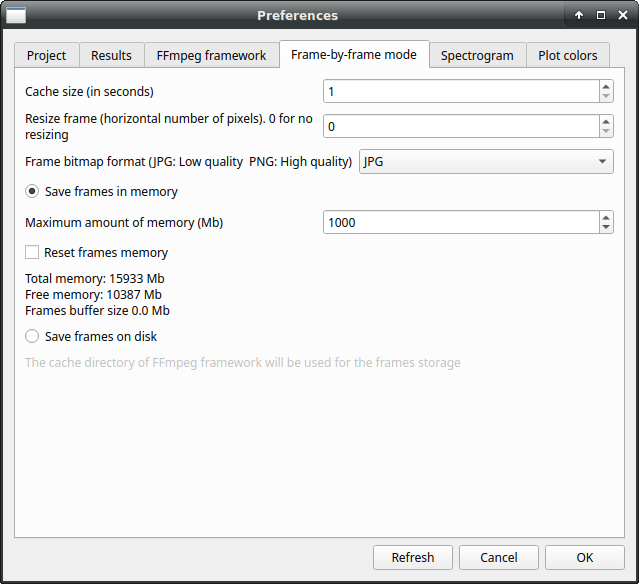 Preferences
Project Results FFmpeg framework Frame-by-frame mode Spectrogram Plot colors
Cache size (in seconds) 1
Resize frame (horizontal number of pixels). 0 for no
resizing 0
Frame bitmap format (JPG: Low quality  PNG: High quality) JPG
Save frames in memory
Maximum amount of memory (Mb) 1000
Reset frames memory
Total memory: 15933 Mb
Free memory: 10387 Mb
Frames buffer size 0.0 Mb
Save frames on disk
The cache directory of FFmpeg framework will be used for the frames storage
Refresh Cancel OK